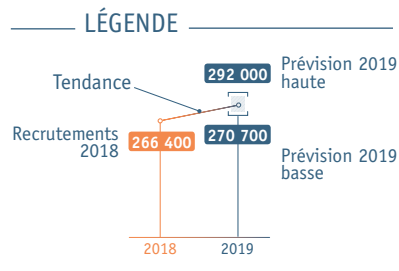 LÉGENDE
292 000
Prévision 2019
haute
Tendance
Recrutements
2018
266 400
270 700
Prévision 2019
basse
2018
2019